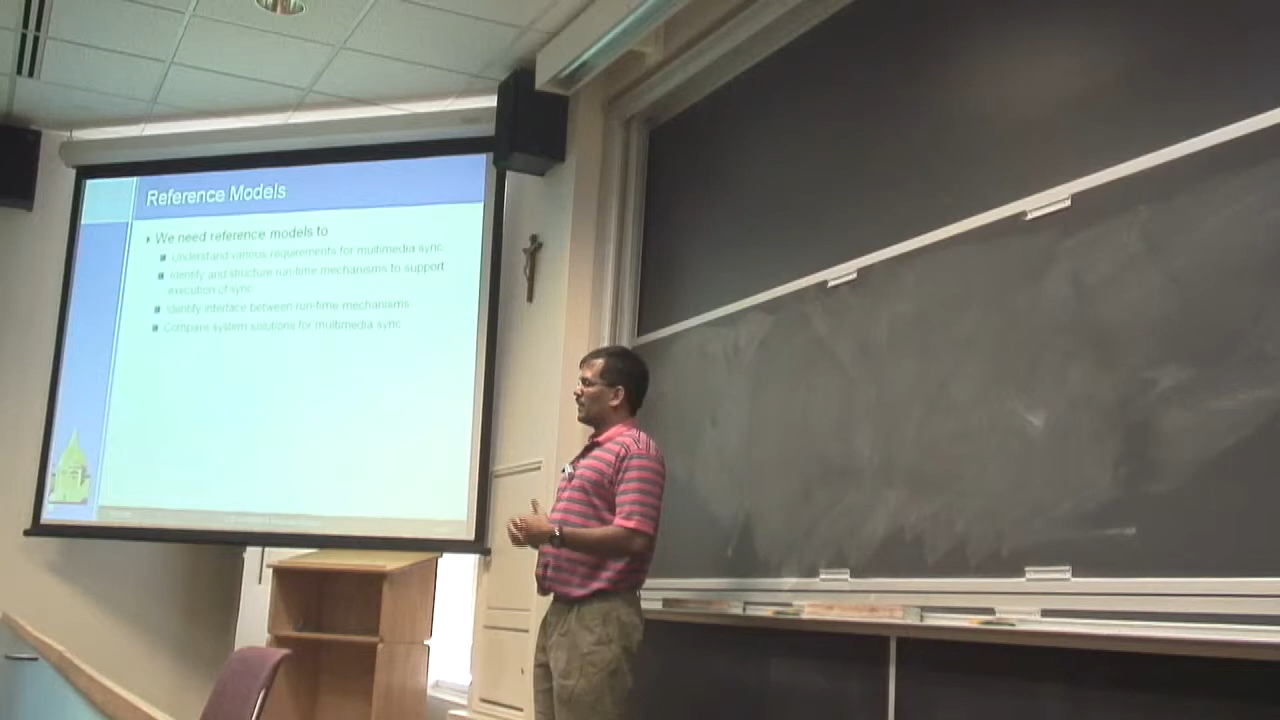 Reference Models
We need reference models to
Understand various requirements for multimedia sync
Identify and structure run-time mechanisms to support
execution of sync
Identify interface between run-time mechanisms
Compare system solutions for multimedia sync